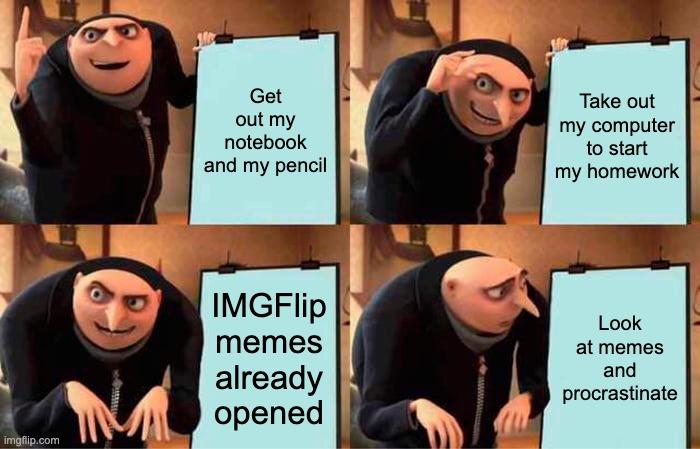 Get
out my
notebook
and my pencil
Take out
my computer
to start
my homework
IMGFlip
memes
already
opened
Look
at memes
and
procrastinate
imgflip.com